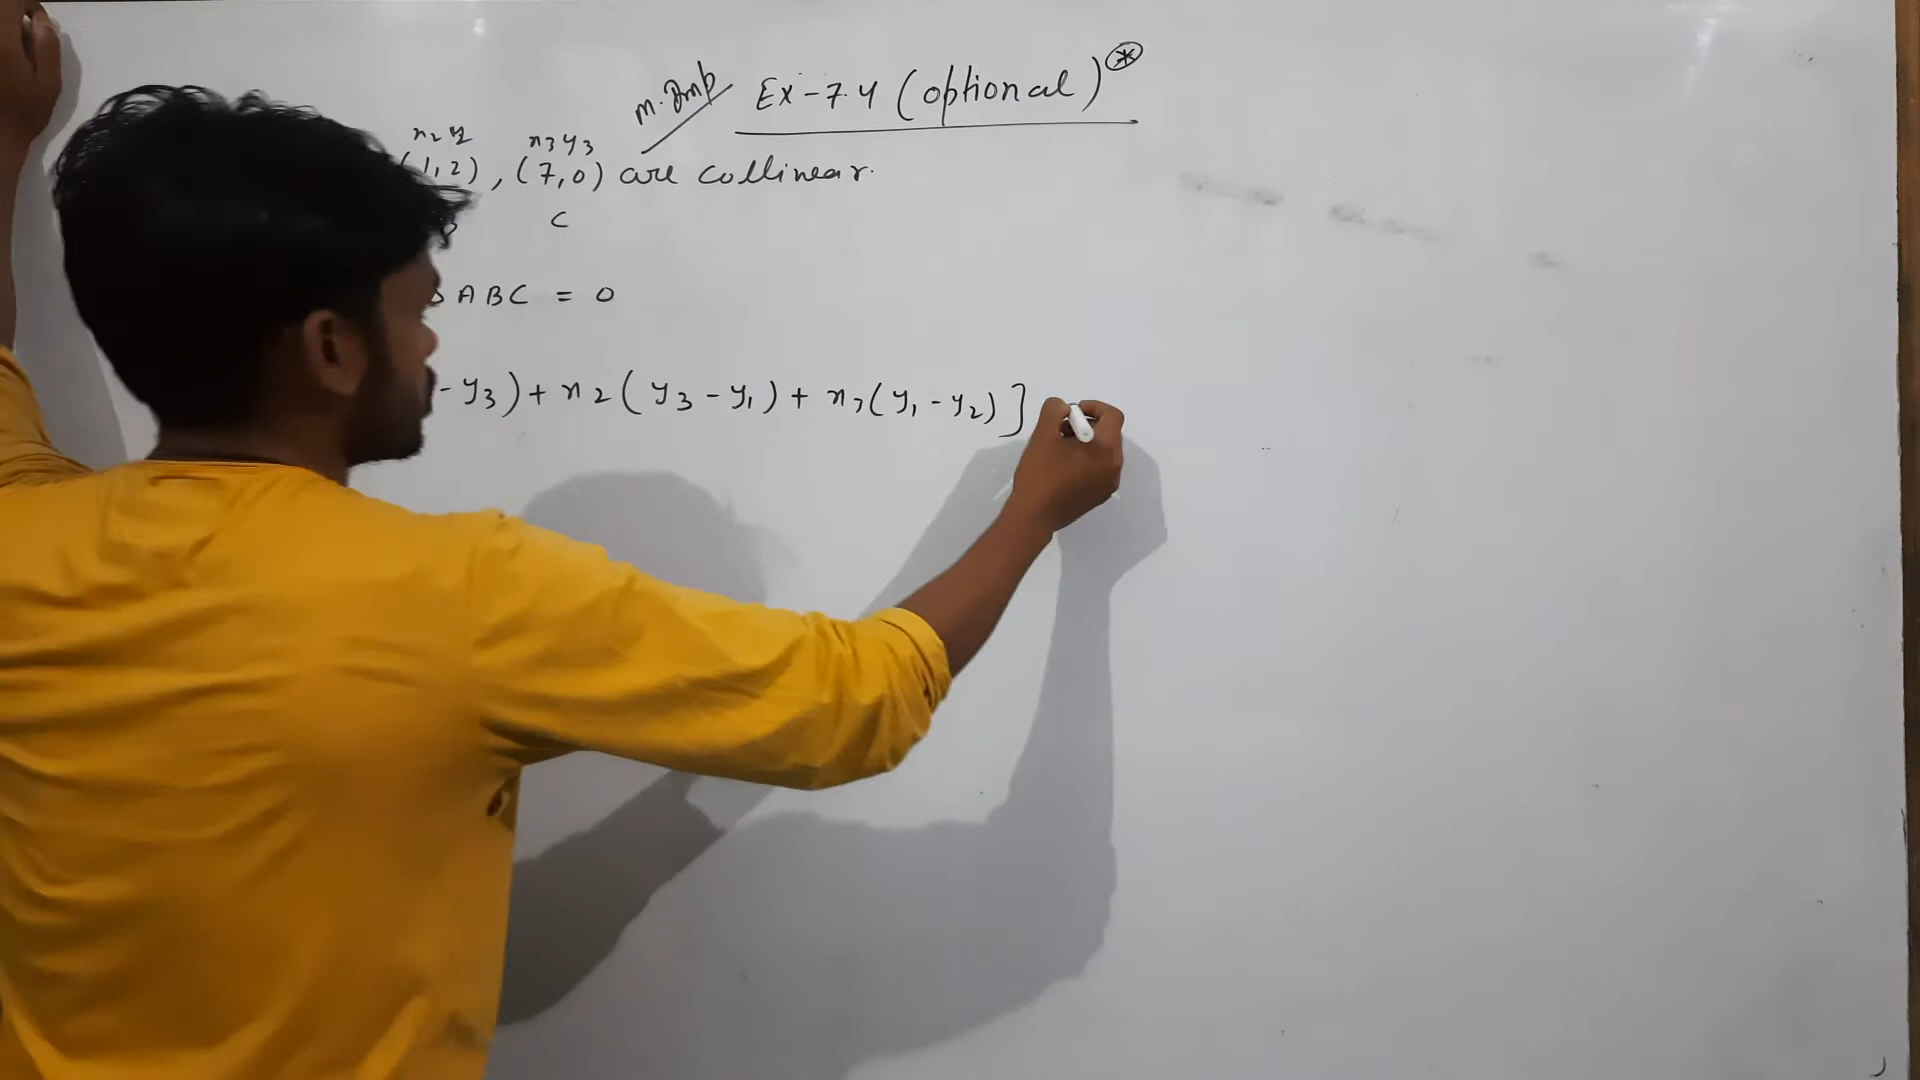 m. Imp Ex-7.4 (optional) *
x2 y2 x3 y3
(1,2), (7,0) are collinear.
B C
ABC = 0
- y3) + x2 ( y3 - y1) + x3 (y1 - y2) ]